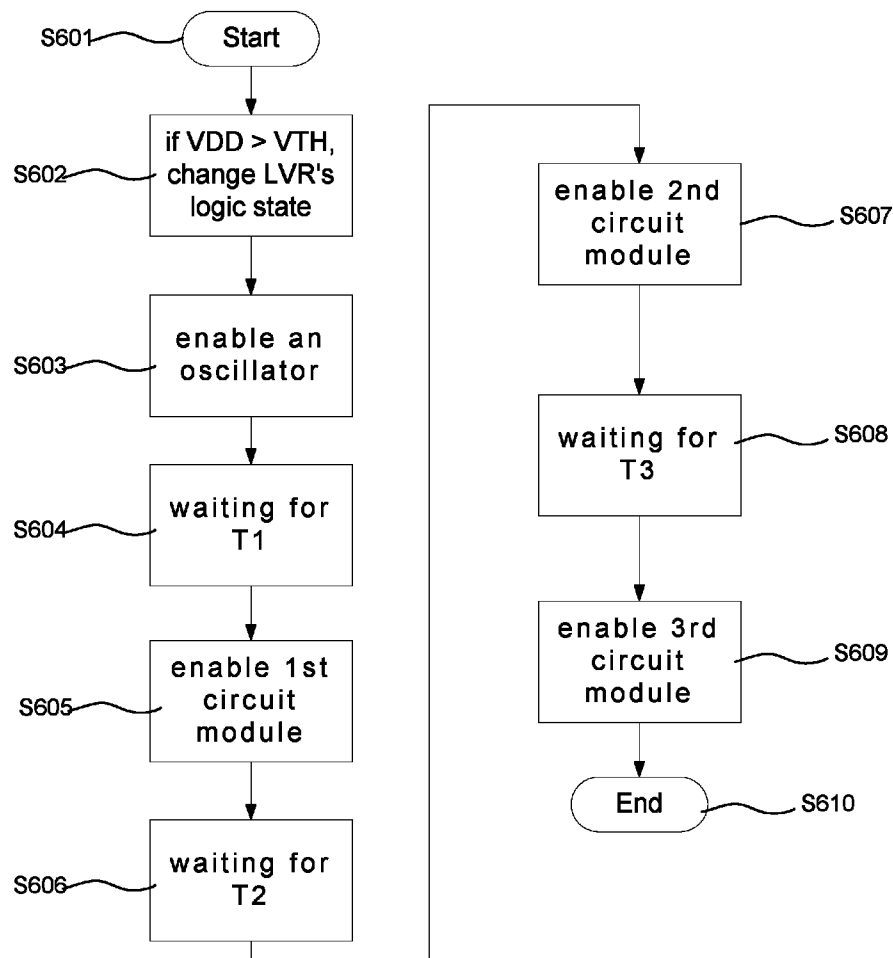 S601
Start
S602
if VDD > VTH,
change LVR's
logic state
S603
enable an
oscillator
S604
waiting for
T1
S605
enable 1st
circuit
module
S606
waiting for
T2
enable 2nd
circuit
module
S607
waiting for
T3
S608
enable 3rd
circuit
module
S609
End
S610